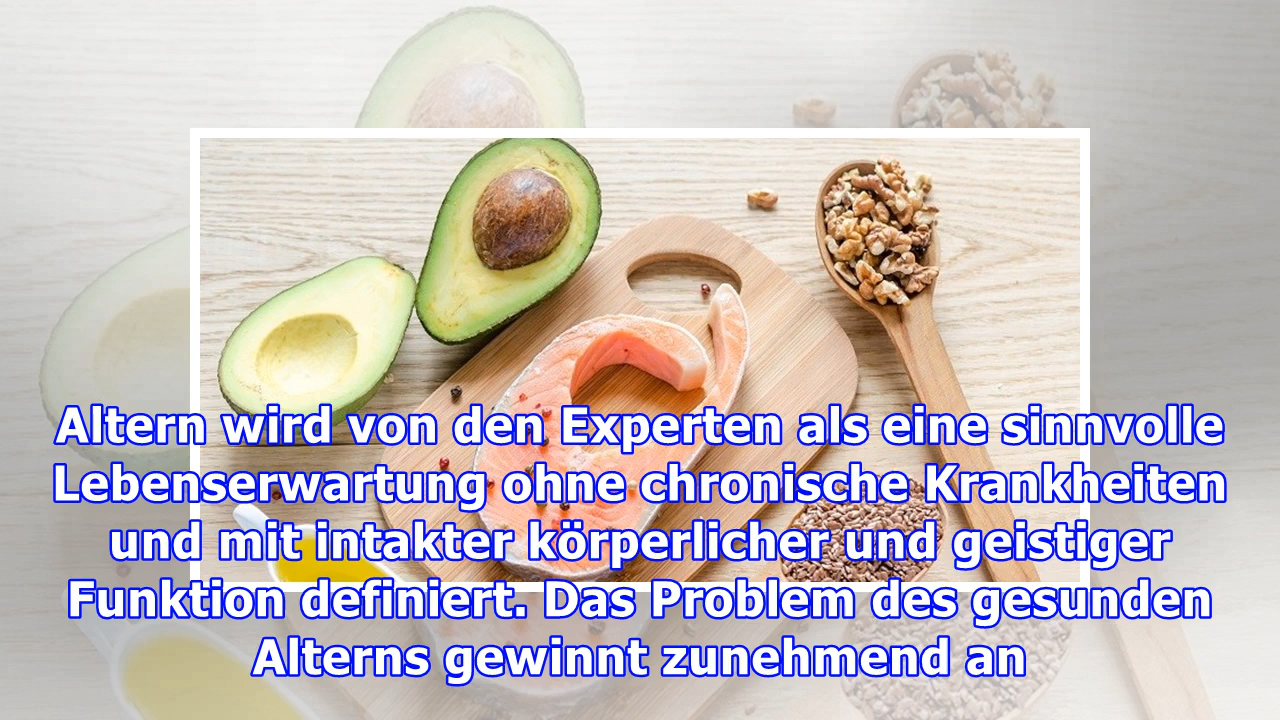 Altern wird von den Experten als eine sinnvolle
Lebenserwartung ohne chronische Krankheiten
und mit intakter körperlicher und geistiger
Funktion definiert. Das Problem des gesunden
Alterns gewinnt zunehmend an